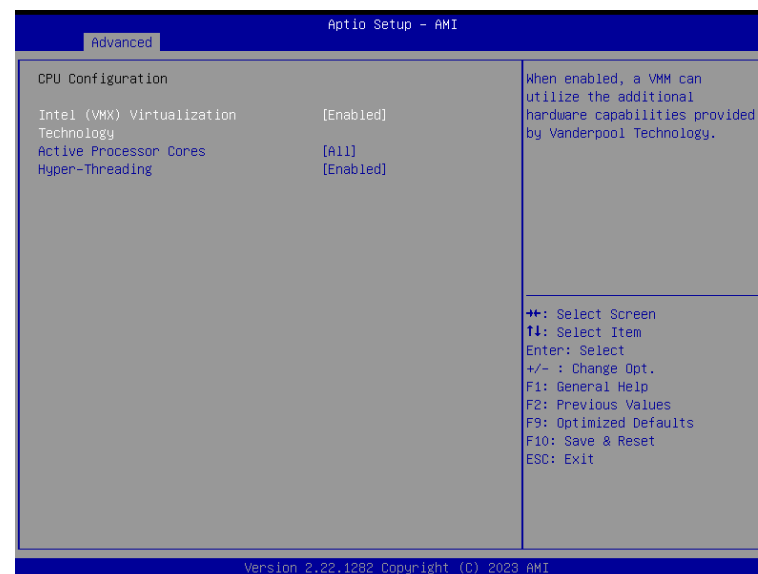 Aptio Setup – AMI
Advanced
CPU Configuration
Intel (VMX) Virtualization [Enabled]
Technology
Active Processor Cores [All]
Hyper-Threading [Enabled]
When enabled, a VMM can
utilize the additional
hardware capabilities provided
by Vanderpool Technology.
→←: Select Screen
↑↓: Select Item
Enter: Select
+/- : Change Opt.
F1: General Help
F2: Previous Values
F9: Optimized Defaults
F10: Save & Reset
ESC: Exit
Version 2.22.1282 Copyright (C) 2023 AMI